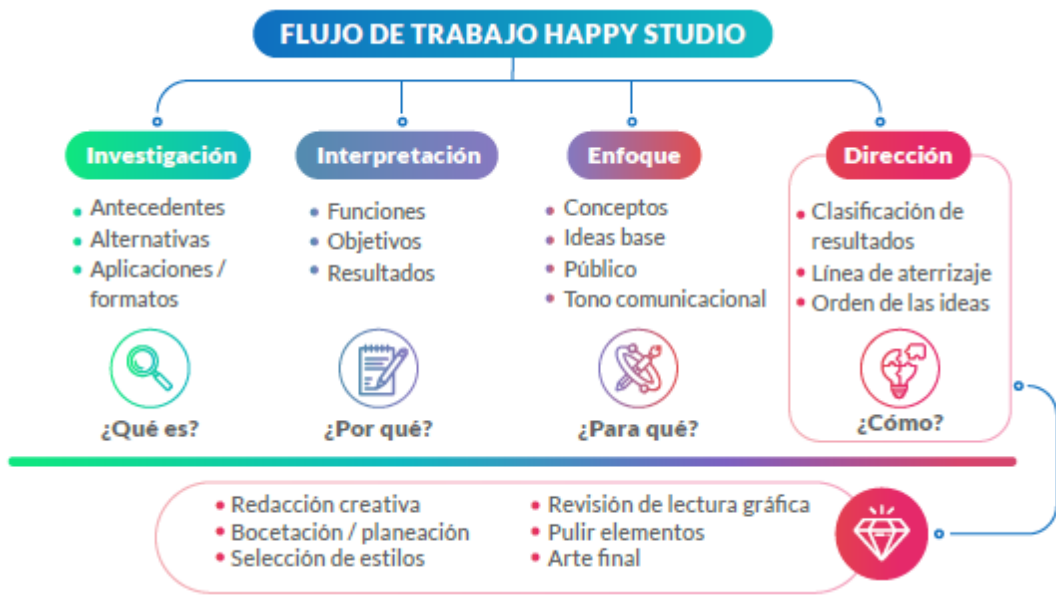 FLUJO DE TRABAJO HAPPY STUDIO
Investigación
Antecedentes
Alternativas
Aplicaciones /
formatos
¿Qué es?
Interpretación
Funciones
Objetivos
Resultados
¿Por qué?
Enfoque
Conceptos
Ideas base
Público
Tono comunicacional
¿Para qué?
Dirección
Clasificación de
resultados
Línea de aterrizaje
Orden de las ideas
¿Cómo?
Redacción creativa
Bocetación / planeación
Selección de estilos
Revisión de lectura gráfica
Pulir elementos
Arte final